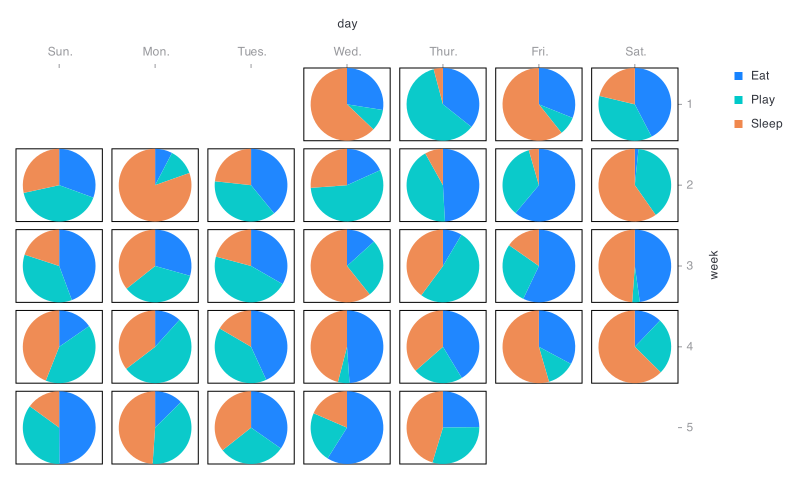 day
Sun. Mon. Tues. Wed. Thur. Fri. Sat.
Eat
Play
Sleep
1
2
3
4
5
week